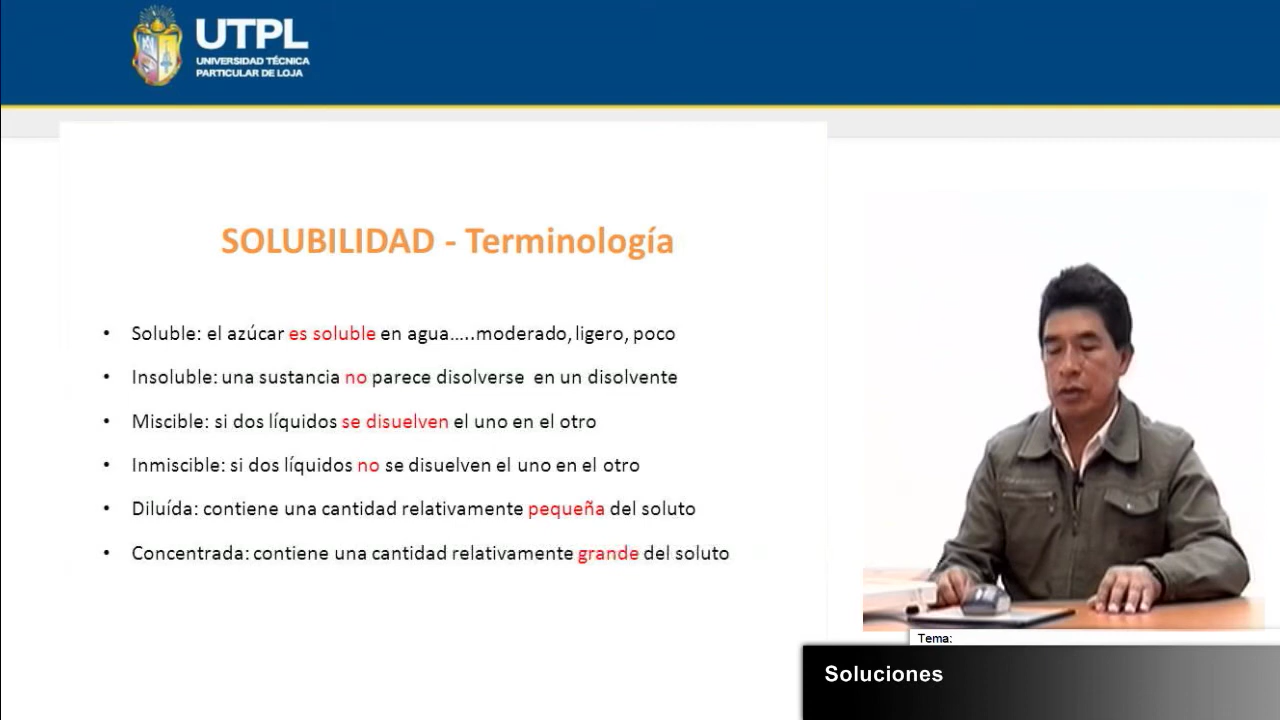 UTPL
UNIVERSIDAD TÉCNICA
PARTICULAR DE LOJA
SOLUBILIDAD - Terminología
• Soluble: el azúcar es soluble en agua…..moderado, ligero, poco
• Insoluble: una sustancia no parece disolverse en un disolvente
• Miscible: si dos líquidos se disuelven el uno en el otro
• Inmiscible: si dos líquidos no se disuelven el uno en el otro
• Diluída: contiene una cantidad relativamente pequeña del soluto
• Concentrada: contiene una cantidad relativamente grande del soluto
Tema:
Soluciones